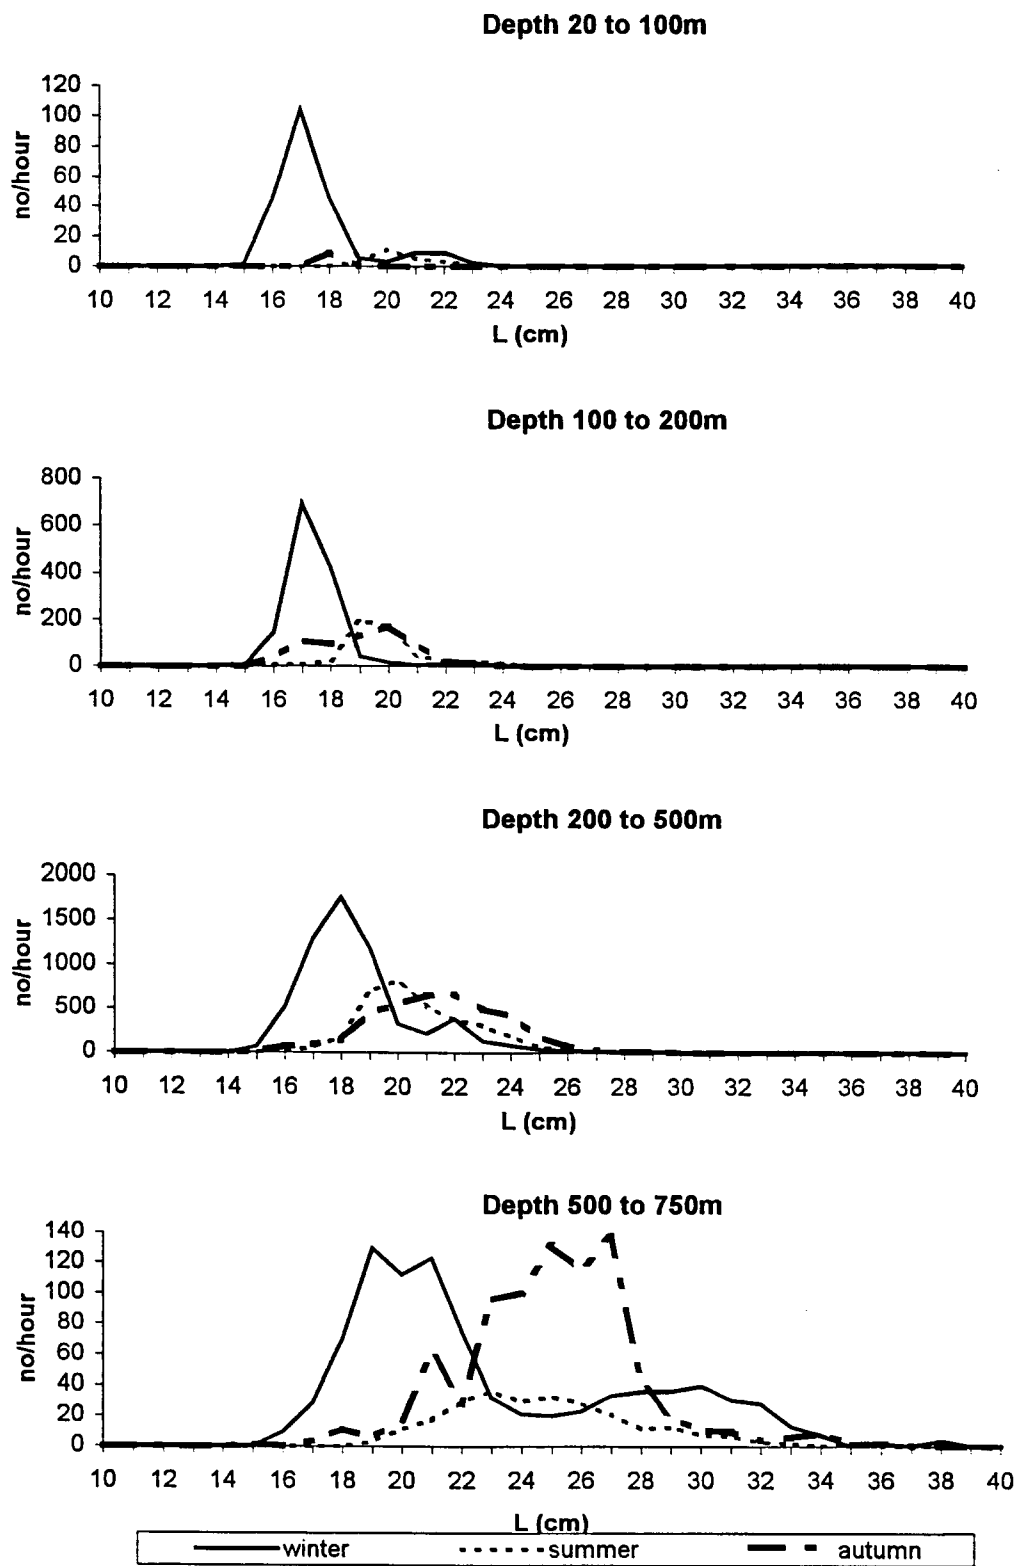 Depth 20 to 100m
120
100
80
60
40
20
0
no/hour
10 12 14 16 18 20 22 24 26 28 30 32 34 36 38 40
L (cm)
Depth 100 to 200m
800
600
400
200
0
no/hour
10 12 14 16 18 20 22 24 26 28 30 32 34 36 38 40
L (cm)
Depth 200 to 500m
2000
1500
1000
500
0
no/hour
10 12 14 16 18 20 22 24 26 28 30 32 34 36 38 40
L (cm)
Depth 500 to 750m
140
120
100
80
60
40
20
0
no/hour
10 12 14 16 18 20 22 24 26 28 30 32 34 36 38 40
L (cm)
winter summer autumn